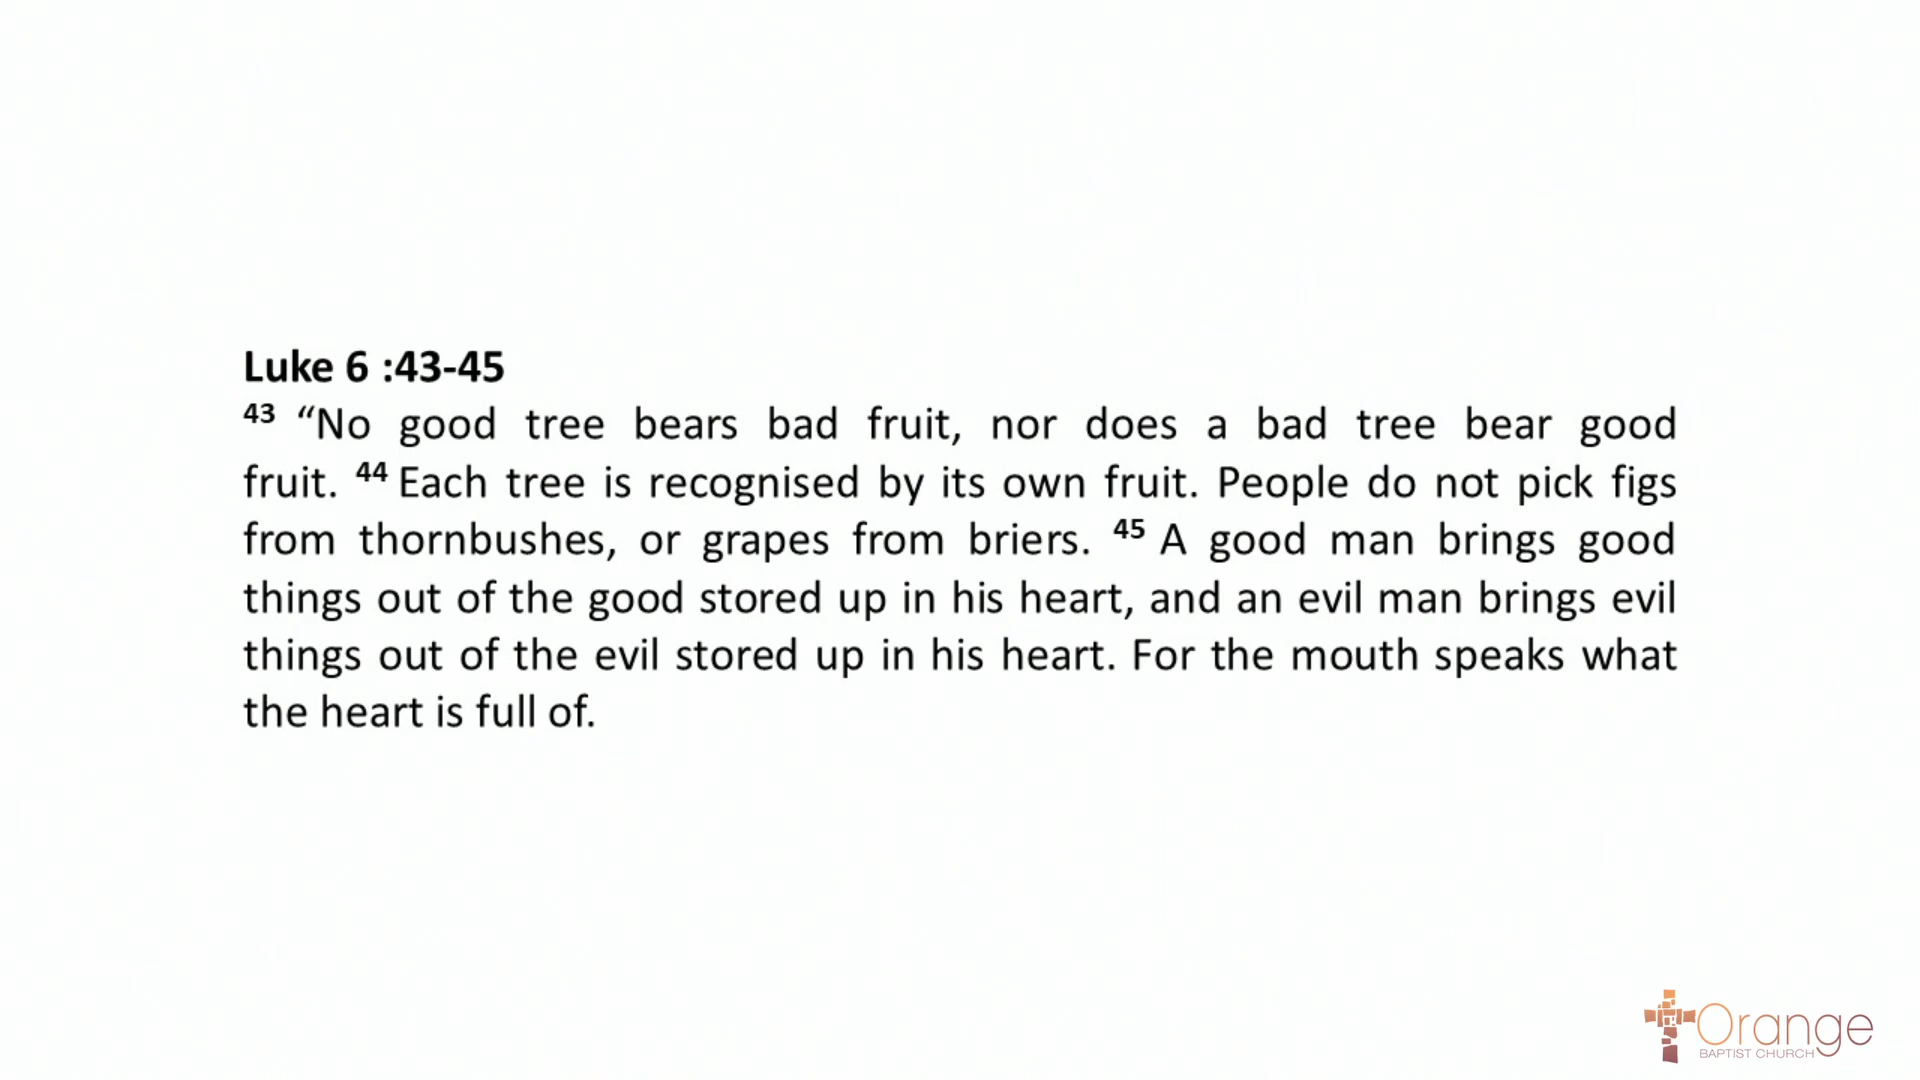 Luke 6 :43-45
43 “No good tree bears bad fruit, nor does a bad tree bear good
fruit. 44 Each tree is recognised by its own fruit. People do not pick figs
from thornbushes, or grapes from briers. 45 A good man brings good
things out of the good stored up in his heart, and an evil man brings evil
things out of the evil stored up in his heart. For the mouth speaks what
the heart is full of.
Orange
BAPTIST CHURCH